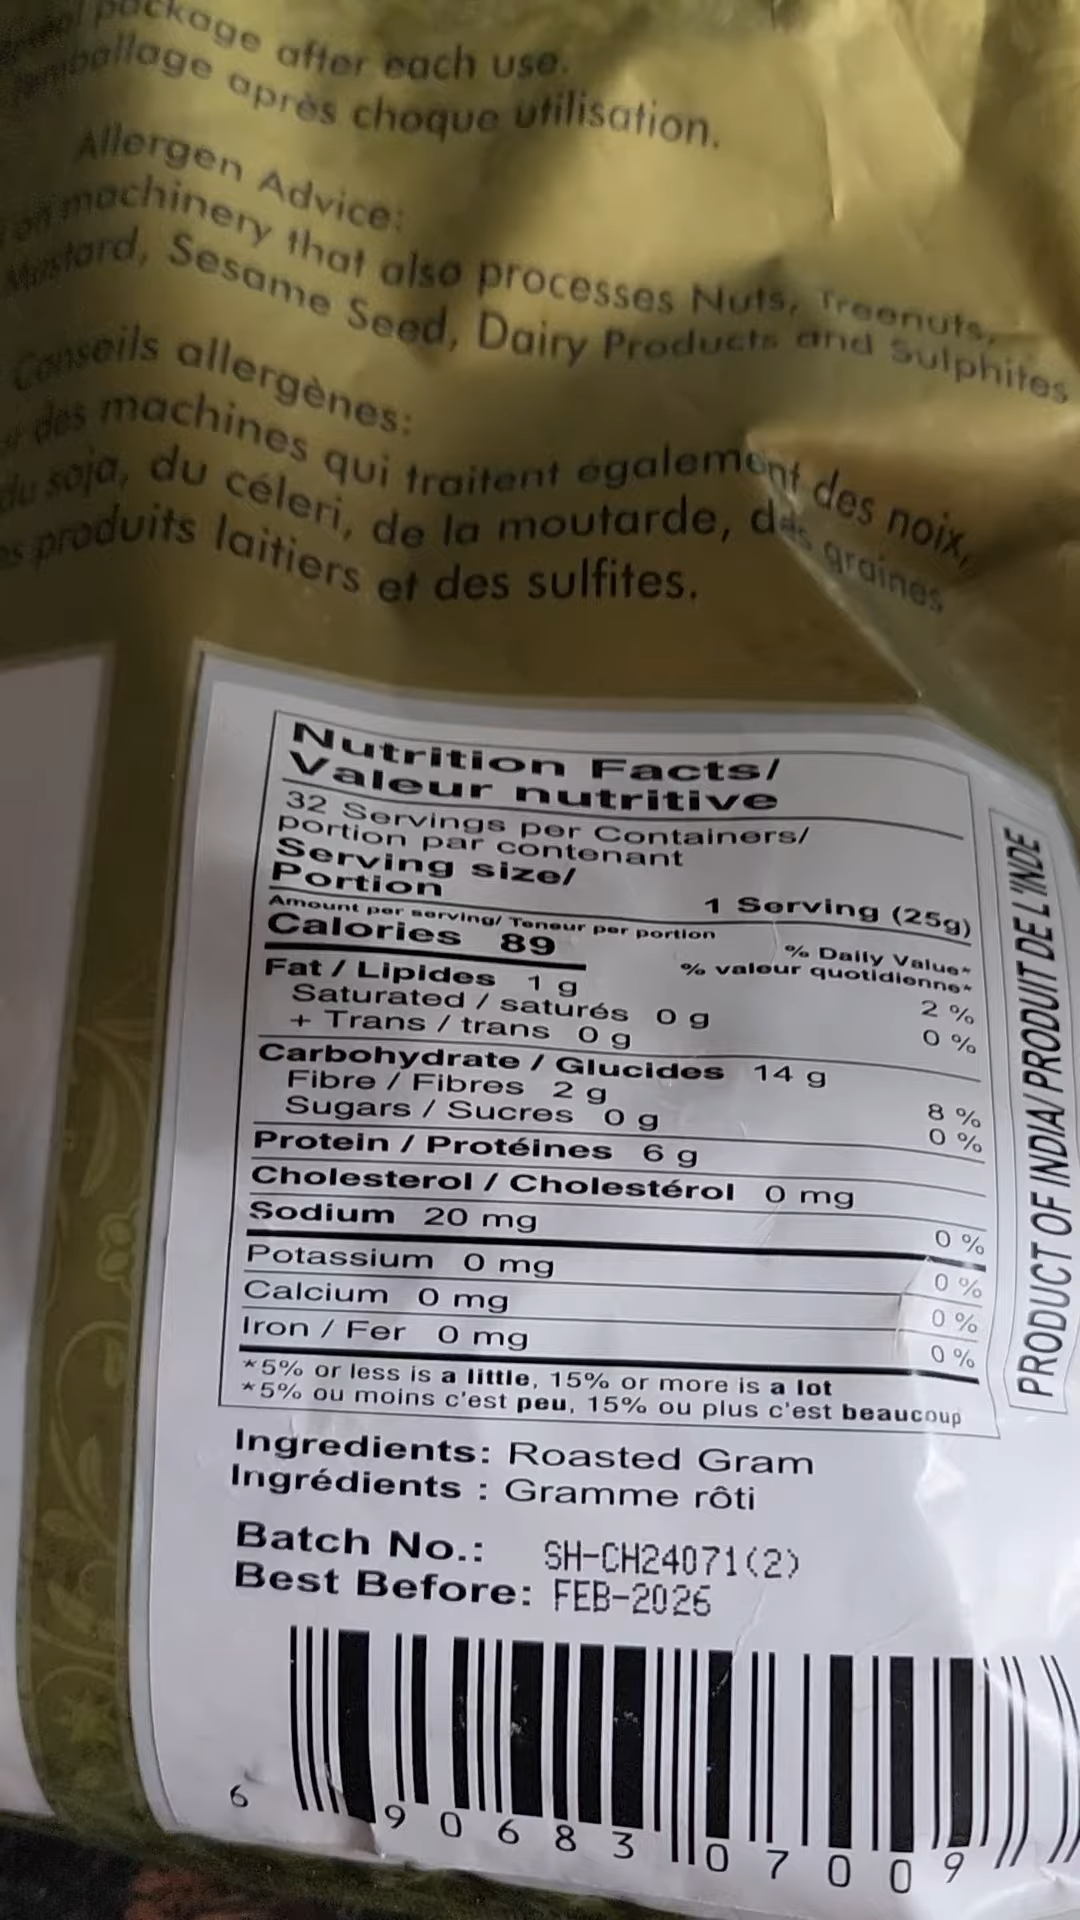 package after each use.
emballage après choque utilisation.
Allergen Advice:
on machinery that also processes Nuts, Treenuts,
Mustard, Sesame Seed, Dairy Products and Sulphites
Conseils allergènes:
des machines qui traitent également des noix,
du soja, du céleri, de la moutarde, des graines
produits laitiers et des sulfites.
Nutrition Facts/
Valeur nutritive
32 Servings per Containers/
portion par contenant
Serving size/
Portion 1 Serving (25g)
Amount per serving/ Teneur per portion
Calories 89 % Daily Value*
% valeur quotidienne*
Fat / Lipides 1 g 2 %
Saturated / saturés 0 g 0 %
+ Trans / trans 0 g
Carbohydrate / Glucides 14 g
Fibre / Fibres 2 g 8 %
Sugars / Sucres 0 g 0 %
Protein / Protéines 6 g
Cholesterol / Cholestérol 0 mg
Sodium 20 mg 0 %
Potassium 0 mg 0 %
Calcium 0 mg 0 %
Iron / Fer 0 mg 0 %
*5% or less is a little, 15% or more is a lot
*5% ou moins c'est peu, 15% ou plus c'est beaucoup
PRODUCT OF INDIA/ PRODUIT DE L'INDE
Ingredients: Roasted Gram
Ingrédients : Gramme rôti
Batch No.: SH-CH24071(2)
Best Before: FEB-2026
6 90683 07009